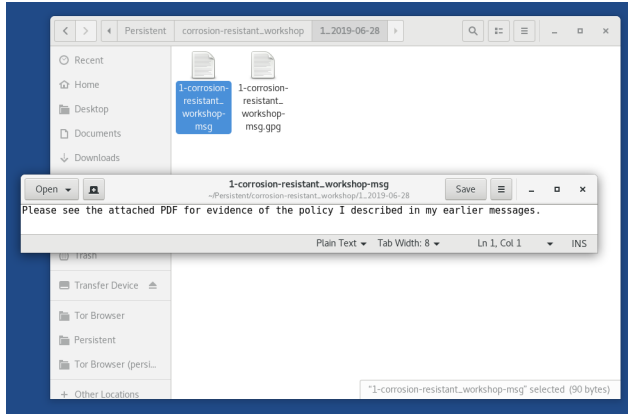 Persistent
corrosion-resistant_workshop
1_2019-06-28
Recent
Home
Desktop
Documents
Downloads
1-corrosion-
resistant_
workshop-
msg
1-corrosion-
resistant_
workshop-
msg.gpg
Open
1-corrosion-resistant_workshop-msg
~/Persistent/corrosion-resistant_workshop/1_2019-06-28
Save
Please see the attached PDF for evidence of the policy I described in my earlier messages.
Plain Text
Tab Width: 8
Ln 1, Col 1
INS
Trash
Transfer Device
Tor Browser
Persistent
Tor Browser (persi...
+ Other Locations
"1-corrosion-resistant_workshop-msg" selected (90 bytes)